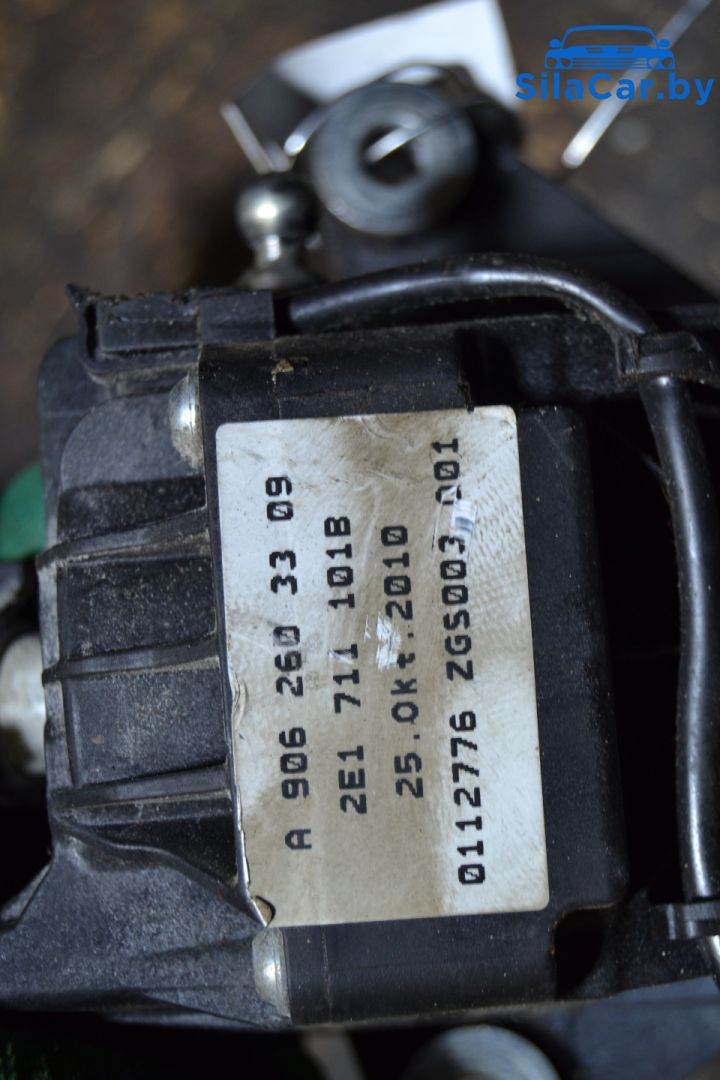 SilaCar.by
A 906 260 33 09
2E1 711 101B
25.Okt.2010
0112776 ZGS003 001